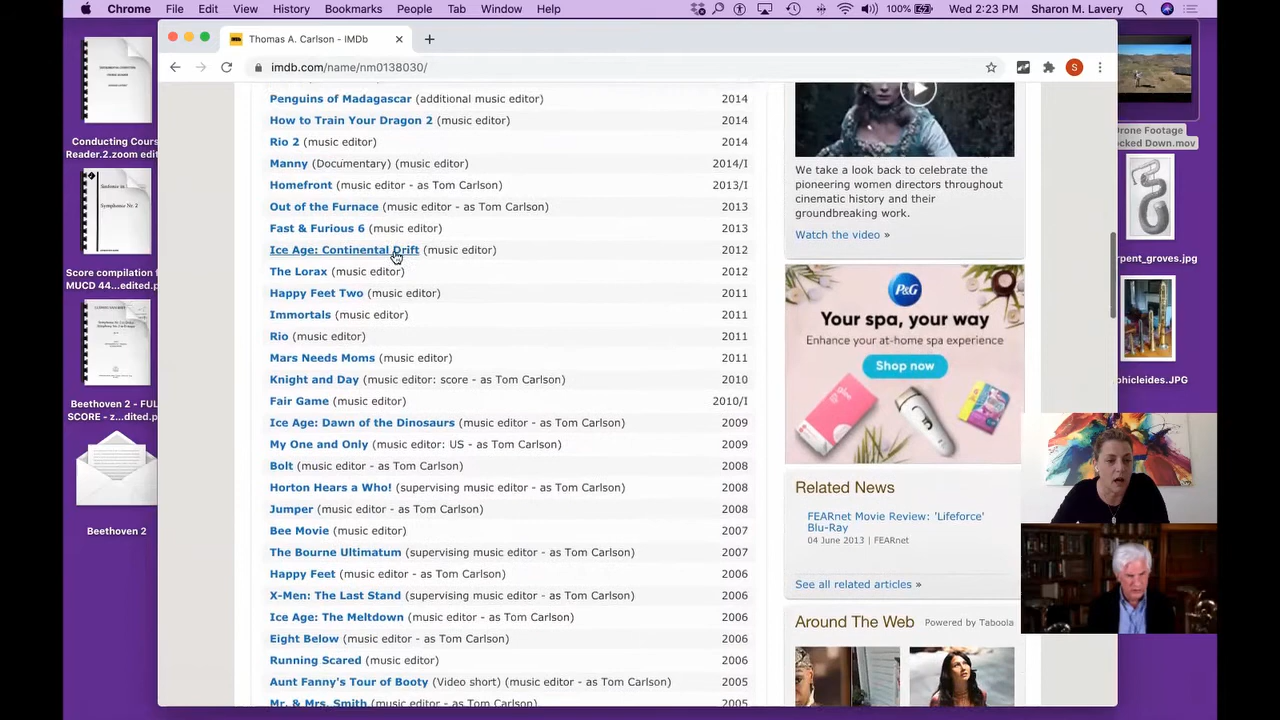 Chrome File Edit View History Bookmarks People Tab Window Help 100% Wed 2:23 PM Sharon M. Lavery
Thomas A. Carlson - IMDb
imdb.com/name/nm0138030/
S
Penguins of Madagascar (additional music editor) 2014
How to Train Your Dragon 2 (music editor) 2014
Rio 2 (music editor) 2014
Manny (Documentary) (music editor) 2014/I
Homefront (music editor - as Tom Carlson) 2013/I
Out of the Furnace (music editor - as Tom Carlson) 2013
Fast & Furious 6 (music editor) 2013
Ice Age: Continental Drift (music editor) 2012
The Lorax (music editor) 2012
Happy Feet Two (music editor) 2011
Immortals (music editor) 2011
Rio (music editor) 2011
Mars Needs Moms (music editor) 2011
Knight and Day (music editor: score - as Tom Carlson) 2010
Fair Game (music editor) 2010/I
Ice Age: Dawn of the Dinosaurs (music editor - as Tom Carlson) 2009
My One and Only (music editor: US - as Tom Carlson) 2009
Bolt (music editor - as Tom Carlson) 2008
Horton Hears a Who! (supervising music editor - as Tom Carlson) 2008
Jumper (music editor - as Tom Carlson) 2008
Bee Movie (music editor) 2007
The Bourne Ultimatum (supervising music editor - as Tom Carlson) 2007
Happy Feet (music editor - as Tom Carlson) 2006
X-Men: The Last Stand (supervising music editor - as Tom Carlson) 2006
Ice Age: The Meltdown (music editor - as Tom Carlson) 2006
Eight Below (music editor - as Tom Carlson) 2006
Running Scared (music editor) 2006
Aunt Fanny's Tour of Booty (Video short) (music editor - as Tom Carlson) 2005
Mr. & Mrs. Smith (music editor - as Tom Carlson) 2005
We take a look back to celebrate the
pioneering women directors throughout
cinematic history and their
groundbreaking work.
Watch the video »
P&G
Your spa, your way
Enhance your at-home spa experience
Shop now
Related News
FEARnet Movie Review: 'Lifeforce'
Blu-Ray
04 June 2013 | FEARnet
See all related articles »
Around The Web Powered by Taboola
Conducting Cours
Reader.2.zoom edit
Score compilation f
MUCD 44...edited.p
Beethoven 2 - FUL
SCORE - z...dited.p
Beethoven 2
rone Footage
ocked Down.mov
rpent_groves.jpg
phicleides.JPG